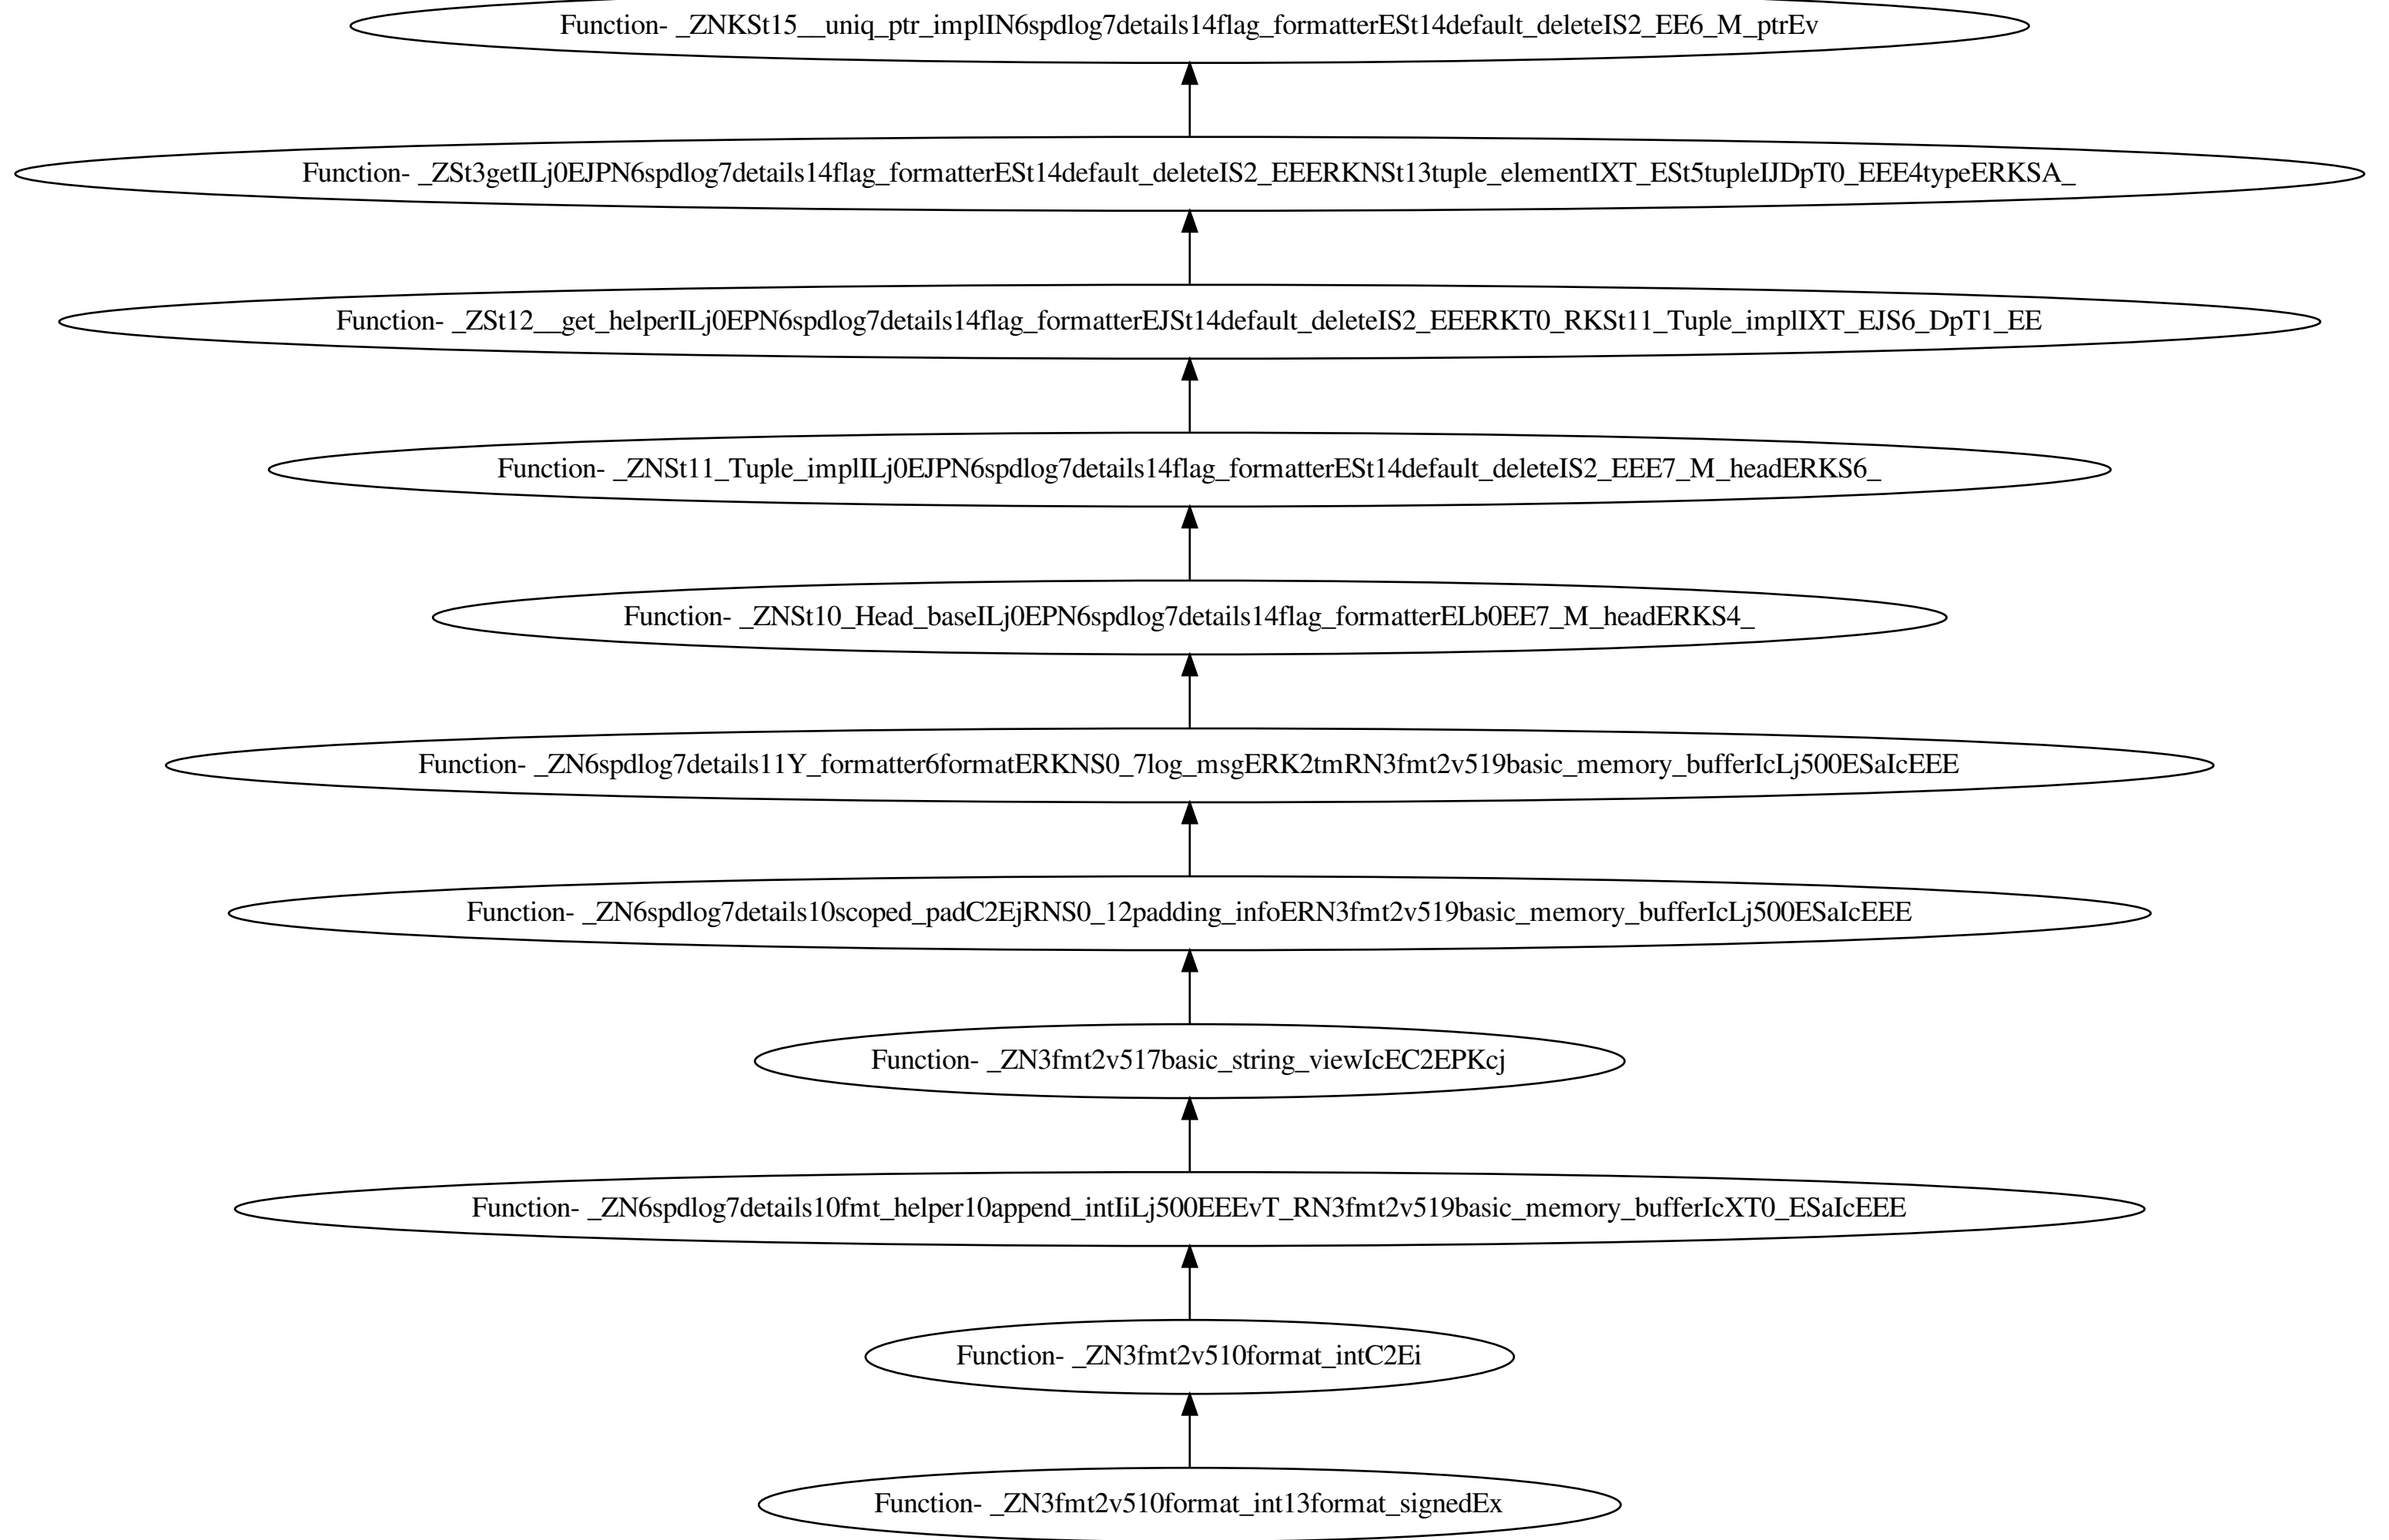 Function- _ZNKSt15__uniq_ptr_implIN6spdlog7details14flag_formatterESt14default_deleteIS2_EE6_M_ptrEv
Function- _ZSt3getILj0EJPN6spdlog7details14flag_formatterESt14default_deleteIS2_EEERKNSt13tuple_elementIXT_ESt5tupleIJDpT0_EEE4typeERKSA_
Function- _ZSt12__get_helperILj0EPN6spdlog7details14flag_formatterEJSt14default_deleteIS2_EEERKT0_RKSt11_Tuple_implIXT_EJS6_DpT1_EE
Function- _ZNSt11_Tuple_implILj0EJPN6spdlog7details14flag_formatterESt14default_deleteIS2_EEE7_M_headERKS6_
Function- _ZNSt10_Head_baseILj0EPN6spdlog7details14flag_formatterELb0EE7_M_headERKS4_
Function- _ZN6spdlog7details11Y_formatter6formatERKNS0_7log_msgERK2tmRN3fmt2v519basic_memory_bufferIcLj500ESaIcEEE
Function- _ZN6spdlog7details10scoped_padC2EjRNS0_12padding_infoERN3fmt2v519basic_memory_bufferIcLj500ESaIcEEE
Function- _ZN3fmt2v517basic_string_viewIcEC2EPKcj
Function- _ZN6spdlog7details10fmt_helper10append_intIiLj500EEEvT_RN3fmt2v519basic_memory_bufferIcXT0_ESaIcEEE
Function- _ZN3fmt2v510format_intC2Ei
Function- _ZN3fmt2v510format_int13format_signedEx